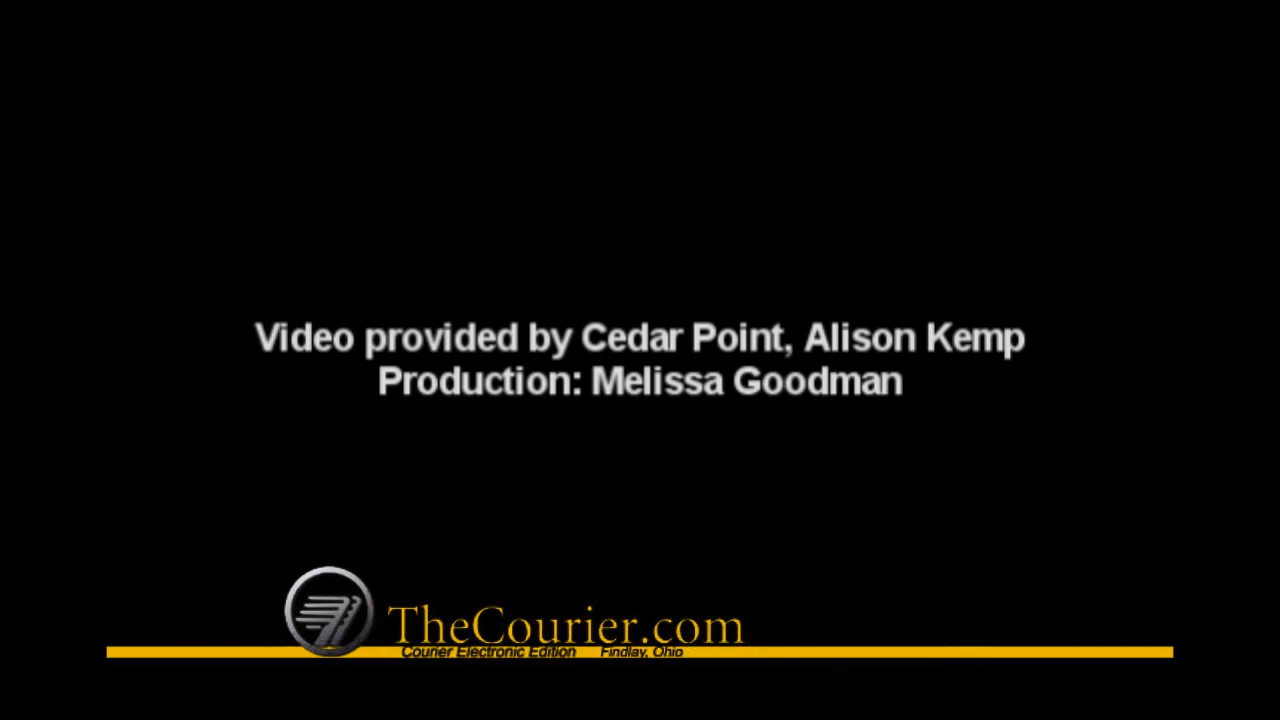 Video provided by Cedar Point, Alison Kemp
Production: Melissa Goodman
TheCourier.com
Courier Electronic Edition Findlay, Ohio